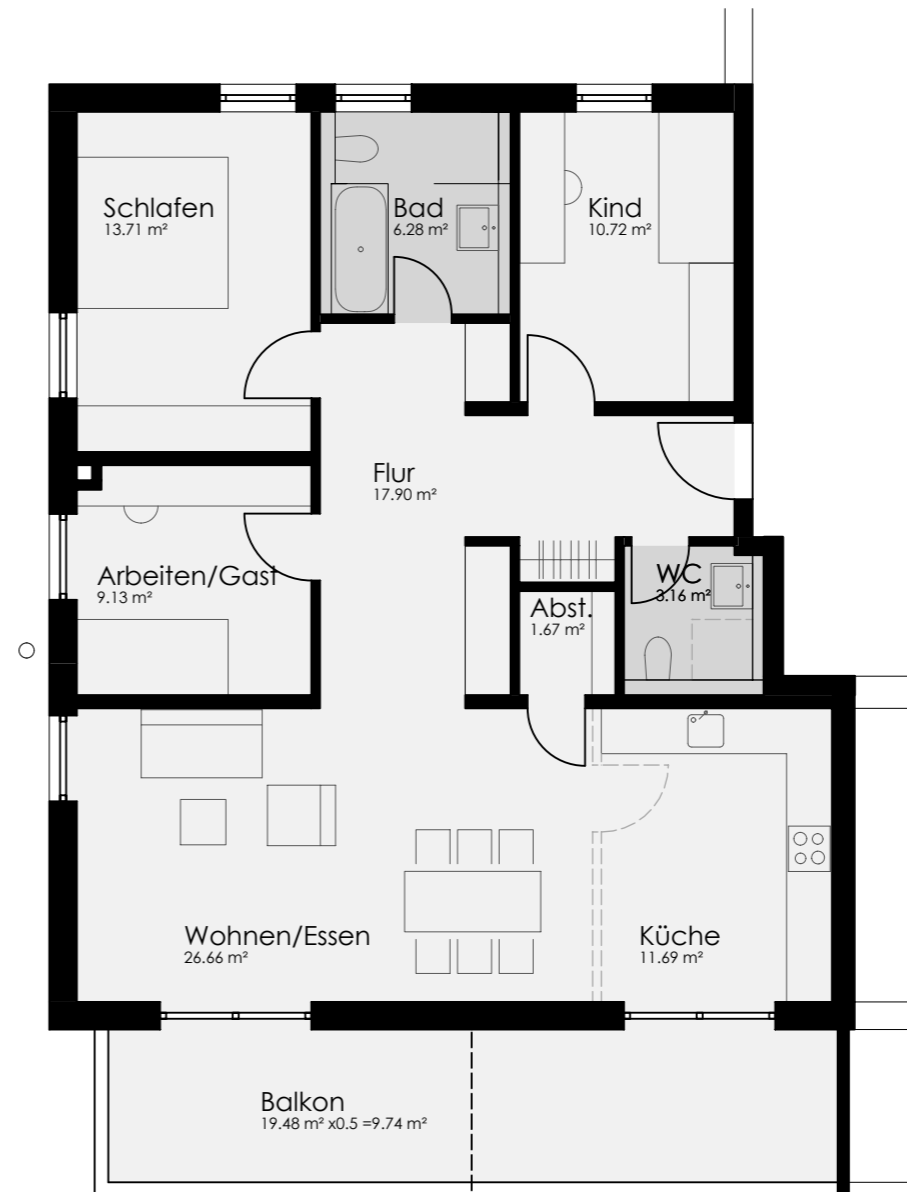 Schlafen
13.71 m²
Bad
6.28 m²
Kind
10.72 m²
Flur
17.90 m²
Arbeiten/Gast
9.13 m²
WC
3.16 m²
Abst.
1.67 m²
Wohnen/Essen
26.66 m²
Küche
11.69 m²
Balkon
19.48 m² x0.5 =9.74 m²